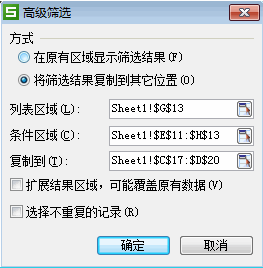 高级筛选
方式
在原有区域显示筛选结果(F)
将筛选结果复制到其它位置(O)
列表区域(L): Sheet1!$G$13
条件区域(C): Sheet1!$E$11:$H$13
复制到(T): Sheet1!$C$17:$D$20
扩展结果区域，可能覆盖原有数据(V)
选择不重复的记录(R)
确定 取消